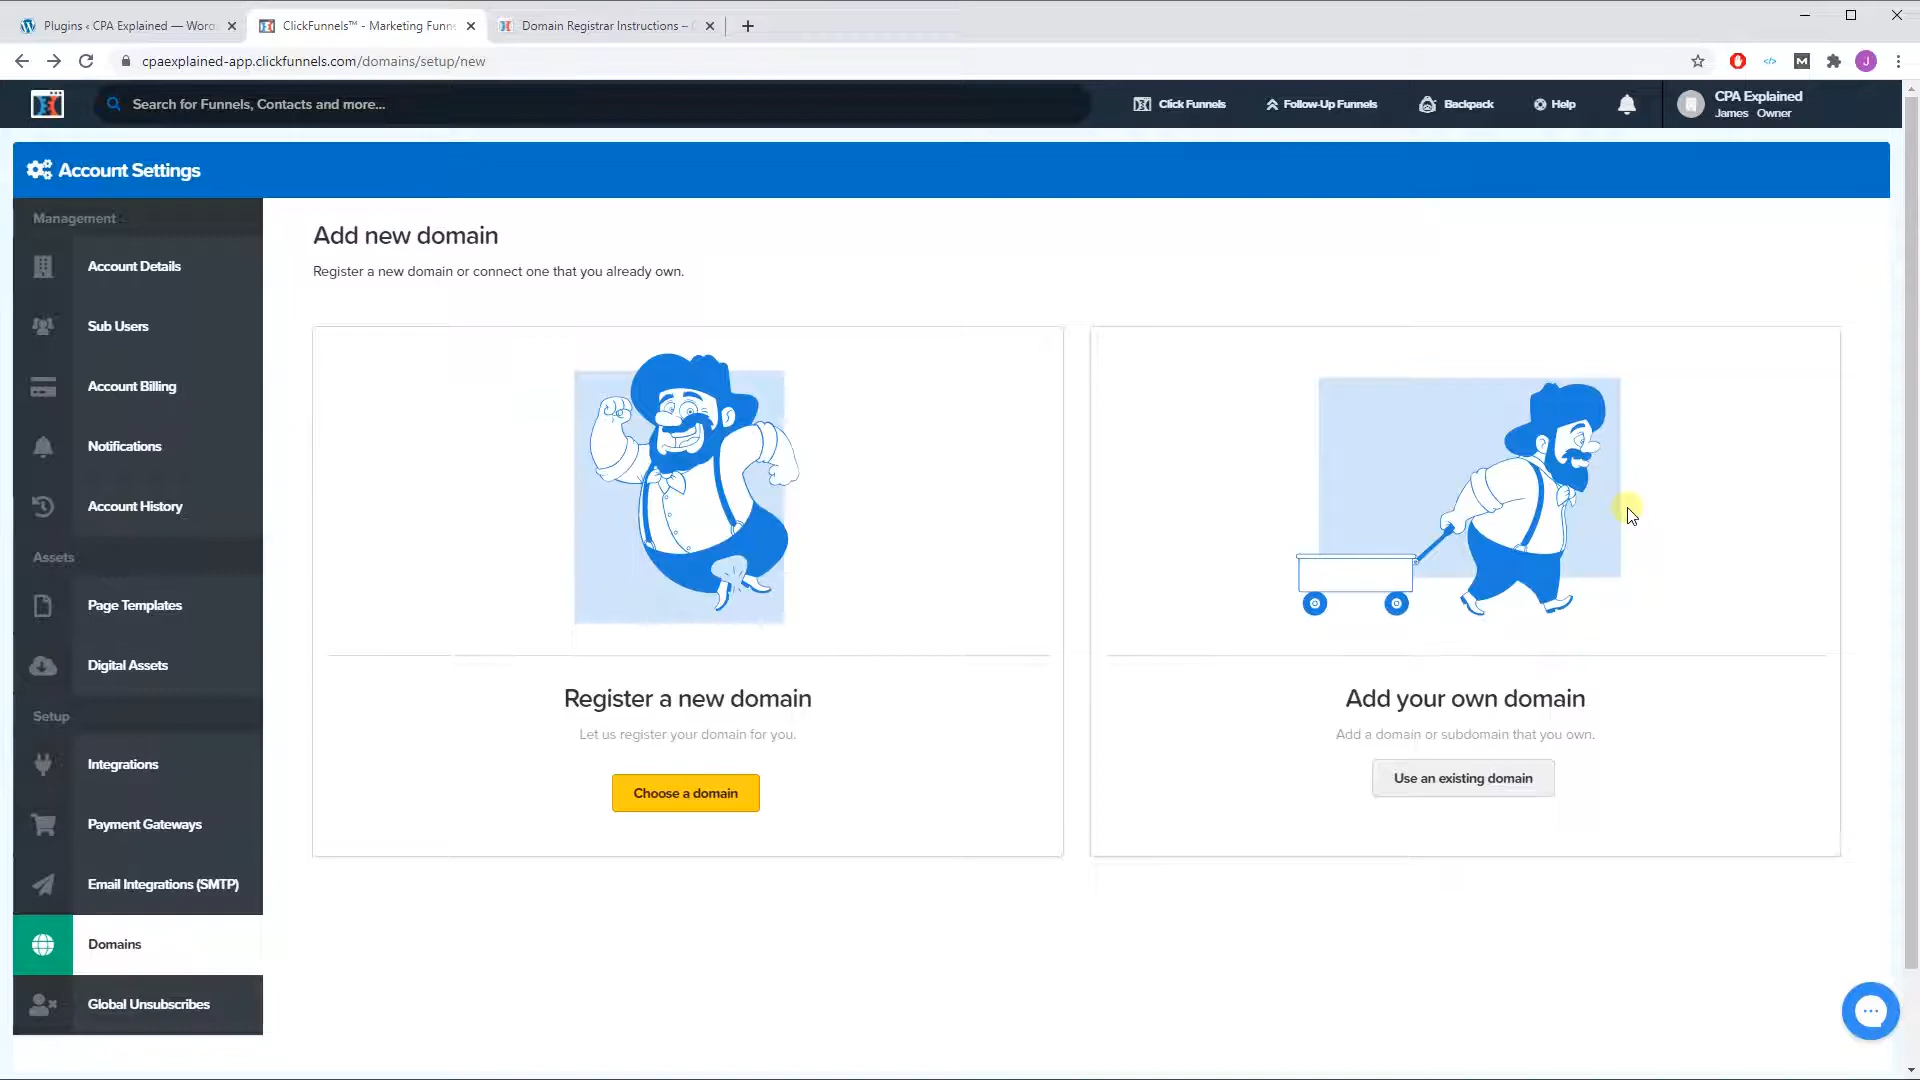 Plugins ‹ CPA Explained — Word
ClickFunnels™ - Marketing Funne
Domain Registrar Instructions –
cpaexplained-app.clickfunnels.com/domains/setup/new
J
Search for Funnels, Contacts and more...
Click Funnels
Follow-Up Funnels
Backpack
Help
CPA Explained
James Owner
Account Settings
Management
Account Details
Sub Users
Account Billing
Notifications
Account History
Assets
Page Templates
Digital Assets
Setup
Integrations
Payment Gateways
Email Integrations (SMTP)
Domains
Global Unsubscribes
Add new domain
Register a new domain or connect one that you already own.
Register a new domain
Let us register your domain for you.
Choose a domain
Add your own domain
Add a domain or subdomain that you own.
Use an existing domain